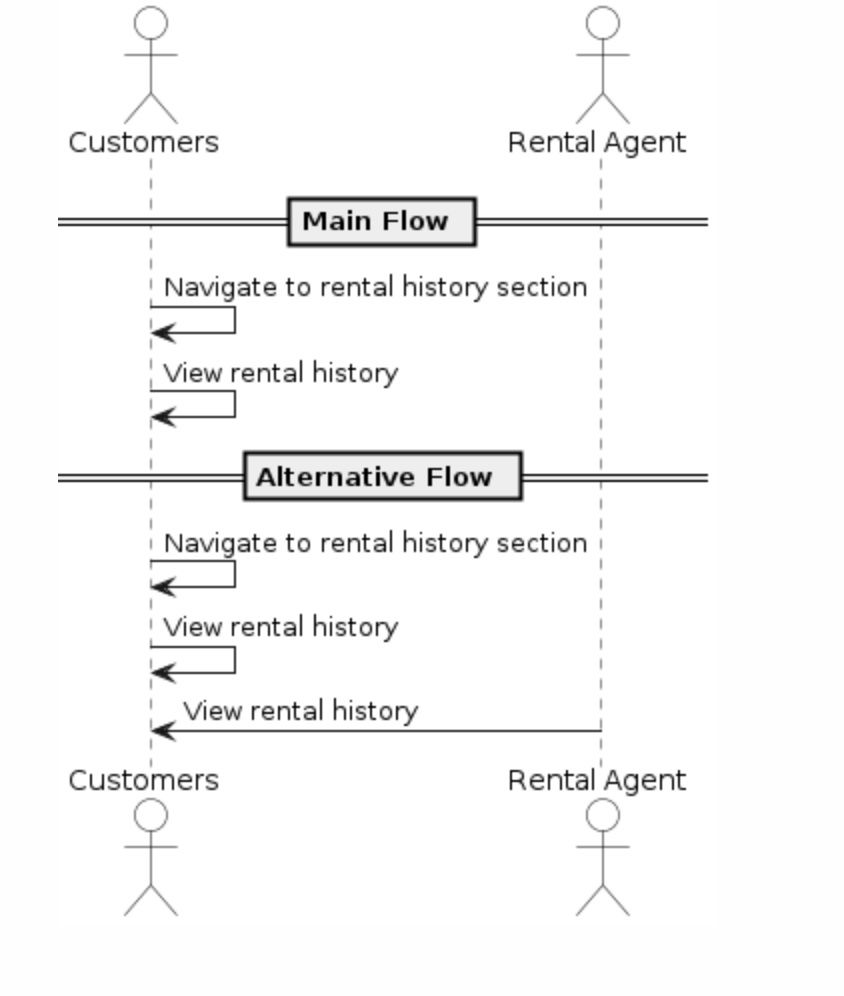 Customers Rental Agent
Main Flow
Navigate to rental history section
View rental history
Alternative Flow
Navigate to rental history section
View rental history
View rental history
Customers Rental Agent